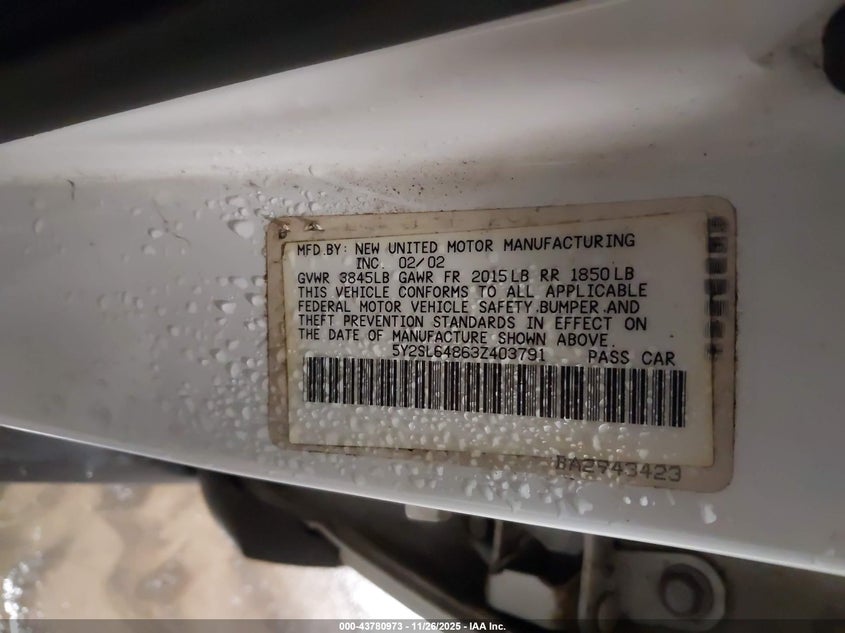 MFD.BY: NEW UNITED MOTOR MANUFACTURING
INC. 02/02
GVWR 3845LB GAWR FR 2015LB RR 1850LB
THIS VEHICLE CONFORMS TO ALL APPLICABLE
FEDERAL MOTOR VEHICLE SAFETY.BUMPER.AND
THEFT PREVENTION STANDARDS IN EFFECT ON
THE DATE OF MANUFACTURE SHOWN ABOVE.
5Y2SL64863Z403791 PASS CAR
BA2943423
000-43780973 - 11/26/2025 - IAA Inc.